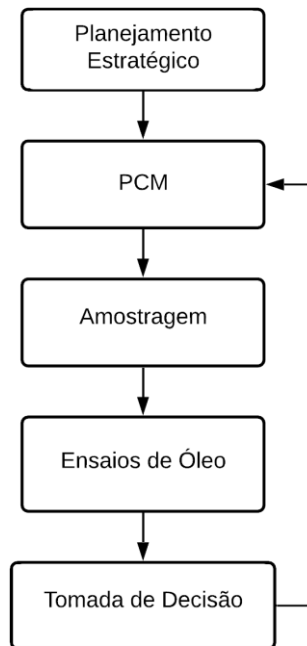 Planejamento
Estratégico
PCM
Amostragem
Ensaios de Óleo
Tomada de Decisão